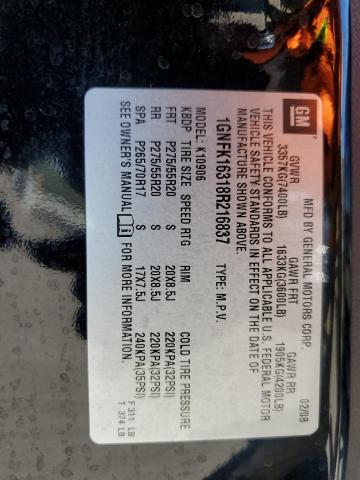 GM
MFD BY GENERAL MOTORS CORP.
02/08
GVWR GAWR FRT GAWR RR
3357KG(7400LB) 1633KG(3600LB) 1905KG(4200LB)
THIS VEHICLE CONFORMS TO ALL APPLICABLE U.S. FEDERAL MOTOR
VEHICLE SAFETY STANDARDS IN EFFECT ON THE DATE OF
MANUFACTURE SHOWN ABOVE.
1GNFK16318R216837 TYPE: M.P.V.
MODEL: K10906
KBDP TIRE SIZE SPEED RTG RIM COLD TIRE PRESSURE
FRT P275/55R20 S 20X8.5J 220KPA(32PSI)
RR P275/55R20 S 20X8.5J 220KPA(32PSI)
SPA P265/70R17 S 17X7.5J 240KPA(35PSI)
SEE OWNER'S MANUAL i FOR MORE INFORMATION.
F 311 LB
T 374 LB